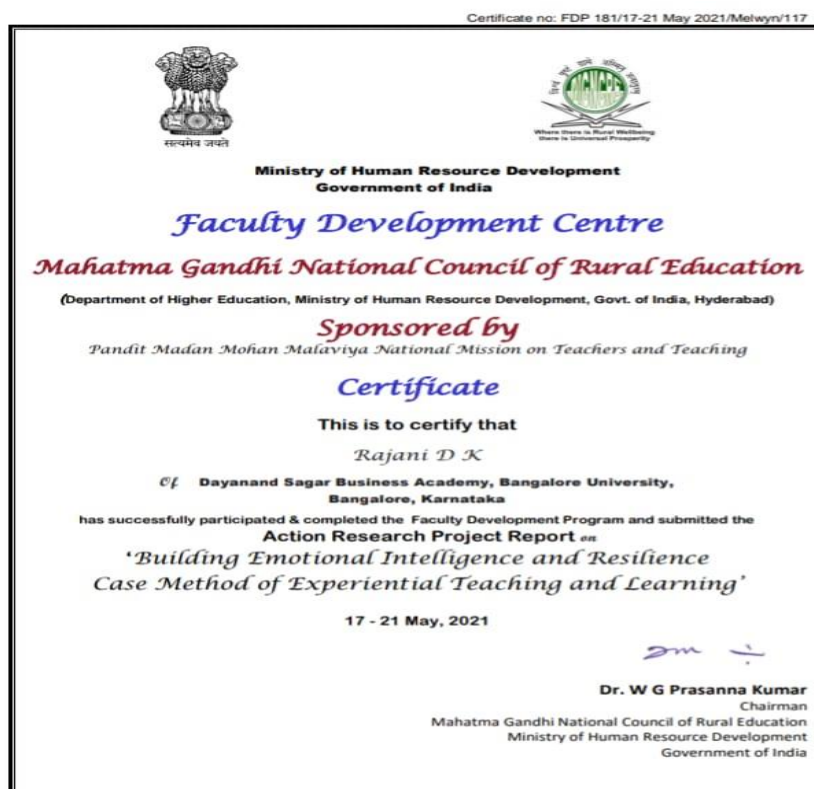 Certificate no: FDP 181/17-21 May 2021/Melwyn/117
सत्यमेव जयते
Where there is Rural Wellbeing
there is Universal Prosperity
Ministry of Human Resource Development
Government of India
Faculty Development Centre
Mahatma Gandhi National Council of Rural Education
(Department of Higher Education, Ministry of Human Resource Development, Govt. of India, Hyderabad)
Sponsored by
Pandit Madan Mohan Malaviya National Mission on Teachers and Teaching
Certificate
This is to certify that
Rajani D K
Of Dayanand Sagar Business Academy, Bangalore University,
Bangalore, Karnataka
has successfully participated & completed the Faculty Development Program and submitted the
Action Research Project Report on
‘Building Emotional Intelligence and Resilience
Case Method of Experiential Teaching and Learning’
17 - 21 May, 2021
Dr. W G Prasanna Kumar
Chairman
Mahatma Gandhi National Council of Rural Education
Ministry of Human Resource Development
Government of India